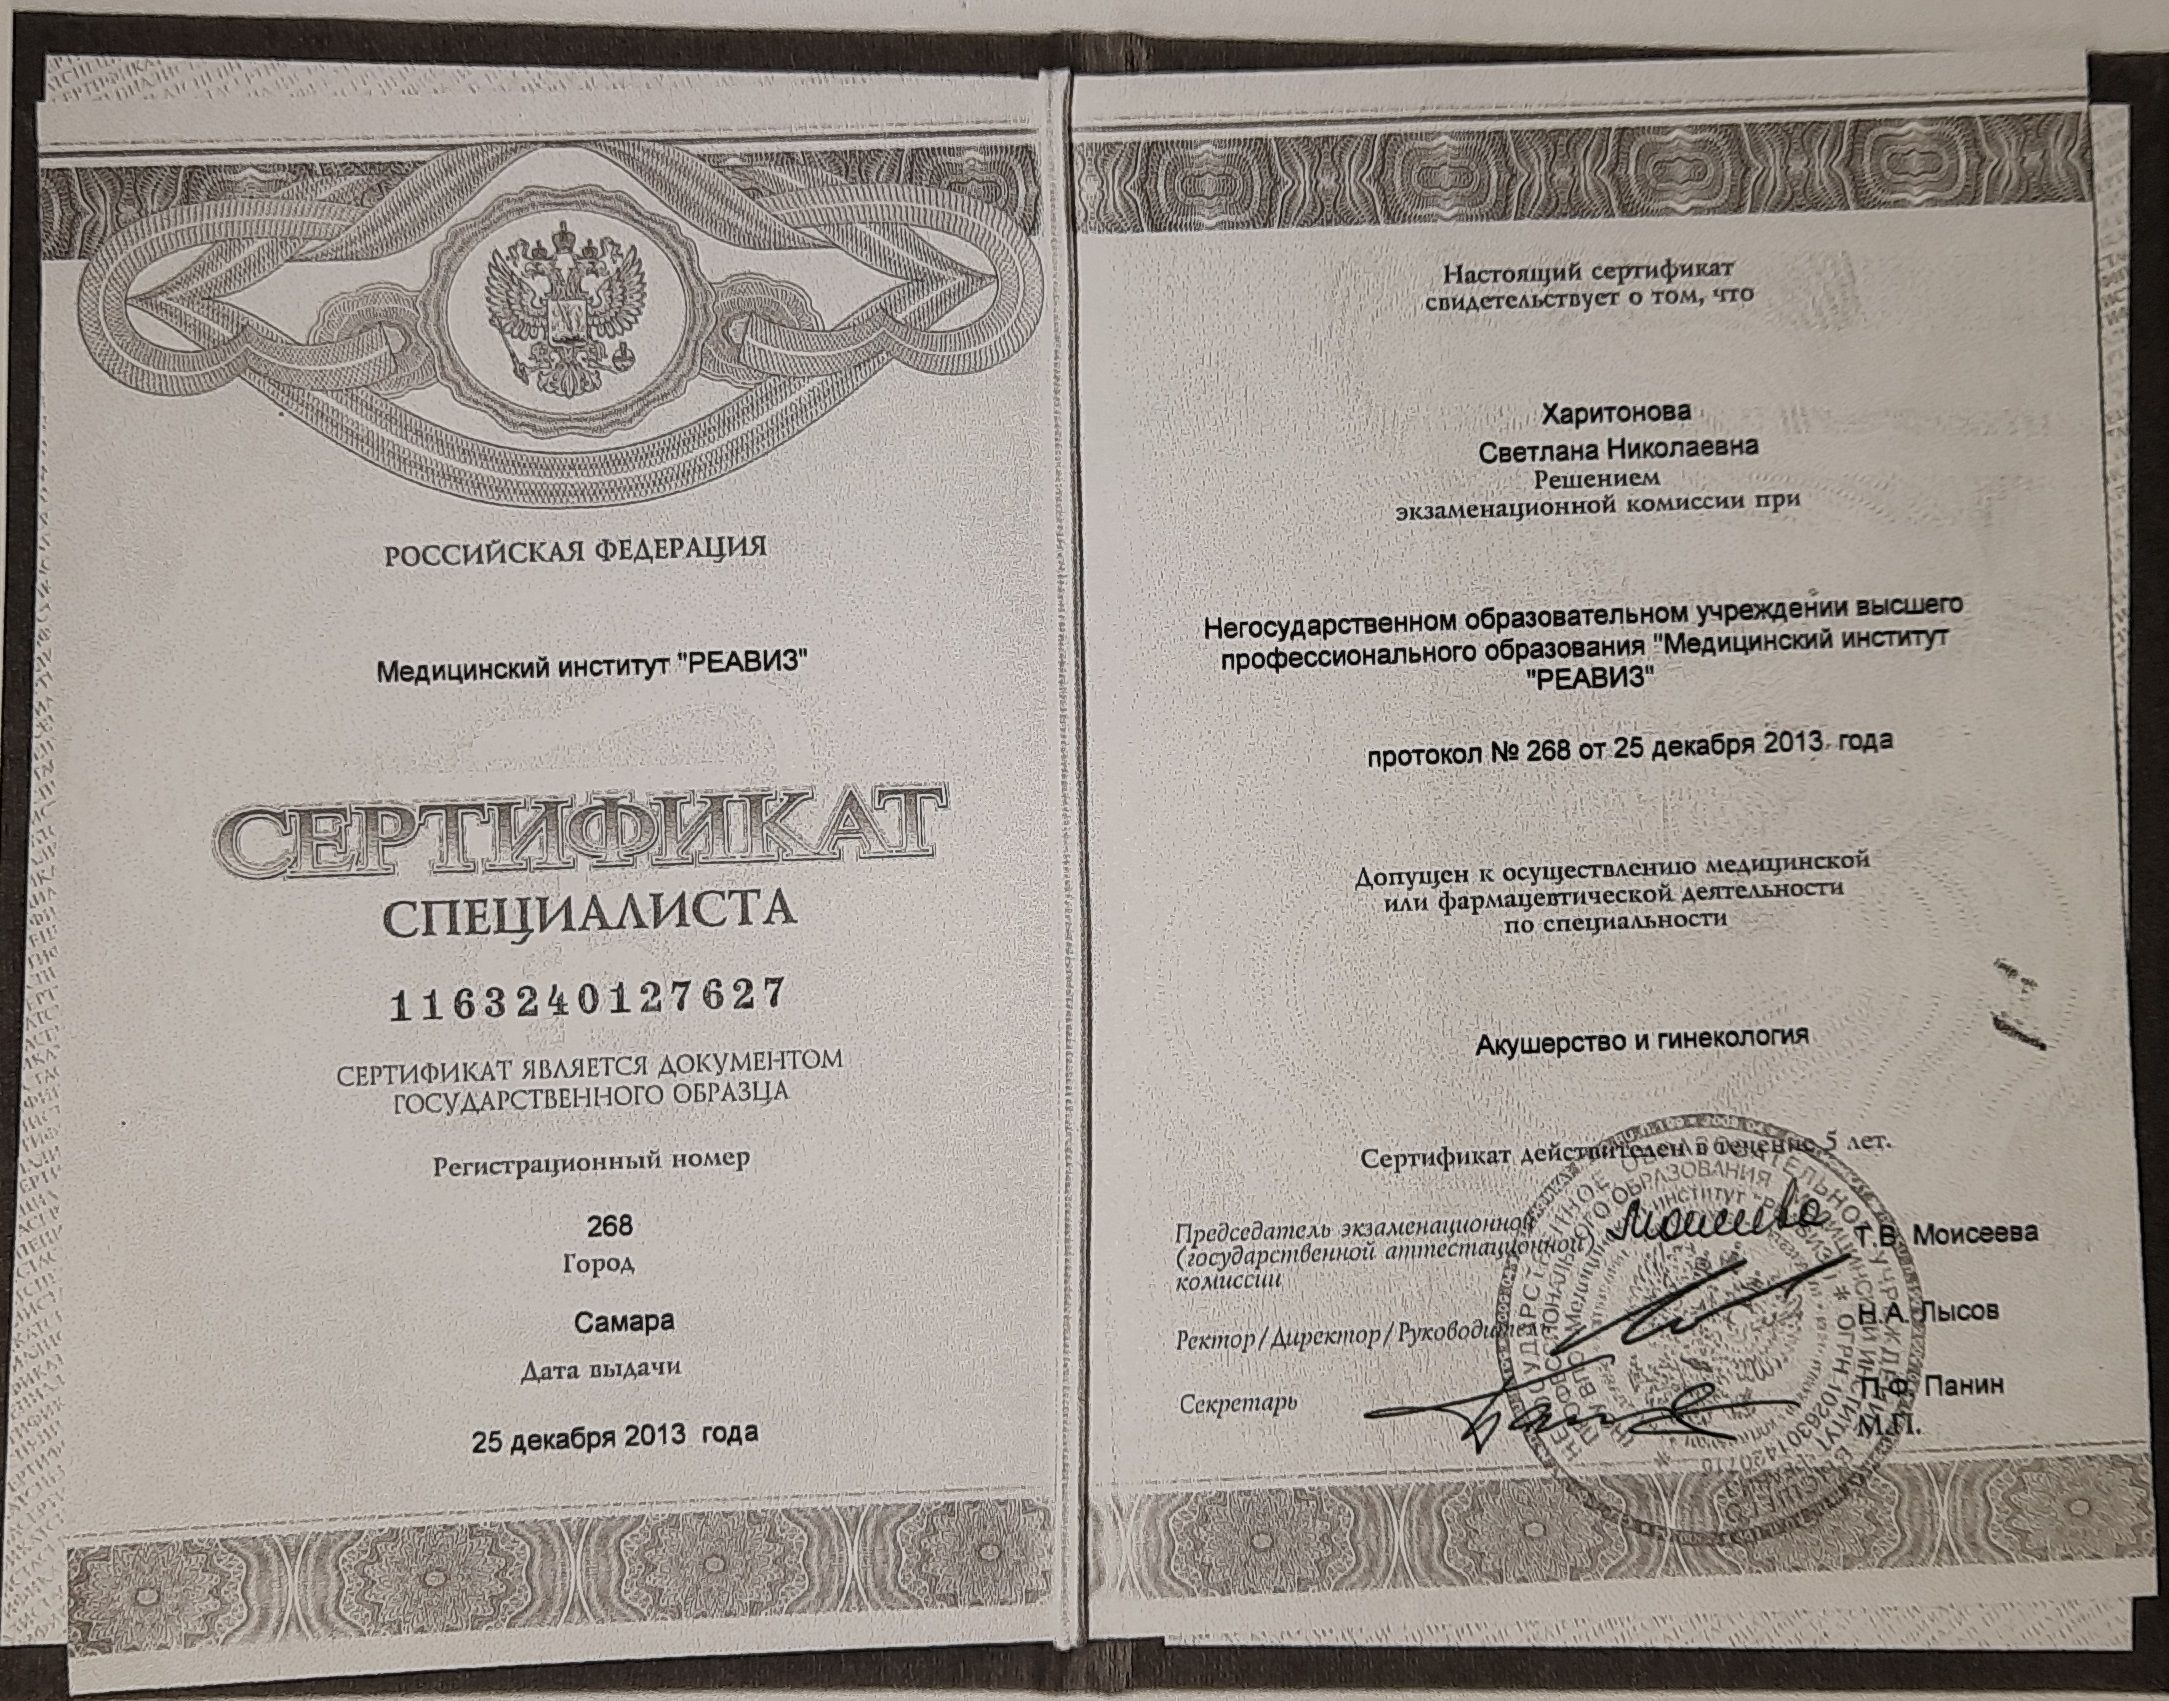 РОССИЙСКАЯ ФЕДЕРАЦИЯ
Медицинский институт "РЕАВИЗ"
СЕРТИФИКАТ
СПЕЦИАЛИСТА
1163240127627
СЕРТИФИКАТ ЯВЛЯЕТСЯ ДОКУМЕНТОМ
ГОСУДАРСТВЕННОГО ОБРАЗЦА
Регистрационный номер
268
Город
Самара
Дата выдачи
25 декабря 2013 года
Настоящий сертификат
свидетельствует о том, что
Харитонова
Светлана Николаевна
Решением
экзаменационной комиссии при
Негосударственном образовательном учреждении высшего
профессионального образования "Медицинский институт
"РЕАВИЗ"
протокол № 268 от 25 декабря 2013 года
Допущен к осуществлению медицинской
или фармацевтической деятельности
по специальности
Акушерство и гинекология
Сертификат действителен в течение 5 лет.
Председатель экзаменационной
(государственной аттестационной)
комиссии
Т.В. Моисеева
Ректор/Директор/Руководитель
Н.А. Лысов
Секретарь
П.Ф. Панин
М.П.